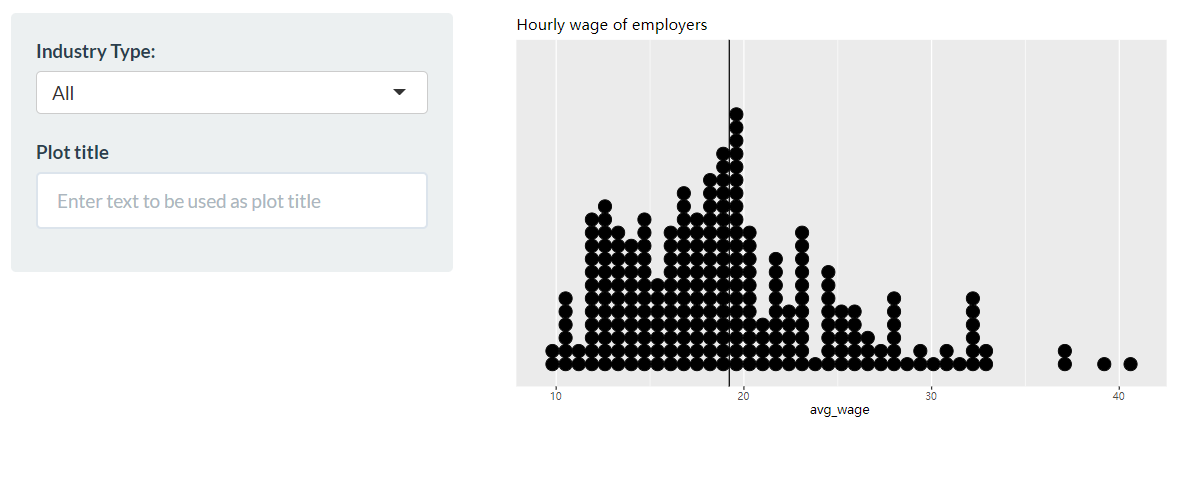 Industry Type:
All
Plot title
Enter text to be used as plot title
Hourly wage of employers
10 20 30 40
avg_wage